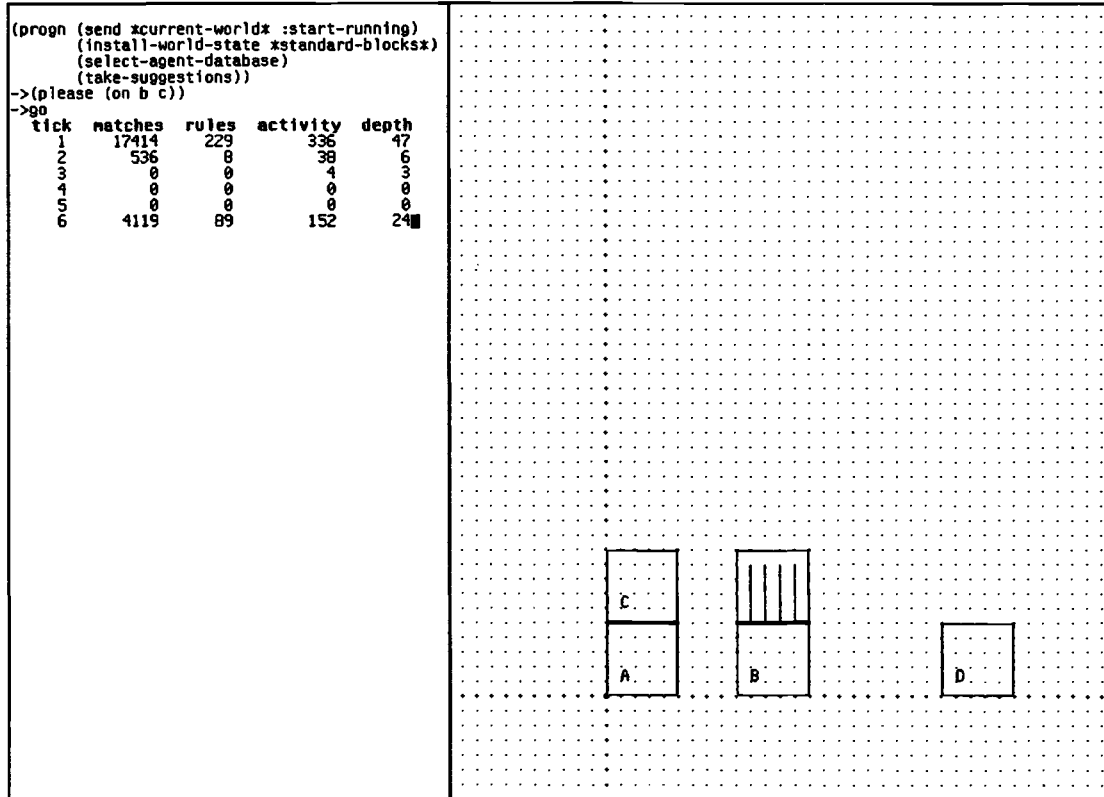 (progn (send *current-world* :start-running)
(install-world-state *standard-blocks*)
(select-agent-database)
(take-suggestions))
->(please (on b c))
->go
tick matches rules activity depth
1 17414 229 336 47
2 536 8 38 6
3 0 0 4 3
4 0 0 0 0
5 0 0 0 0
6 4119 89 152 24
C
A B D